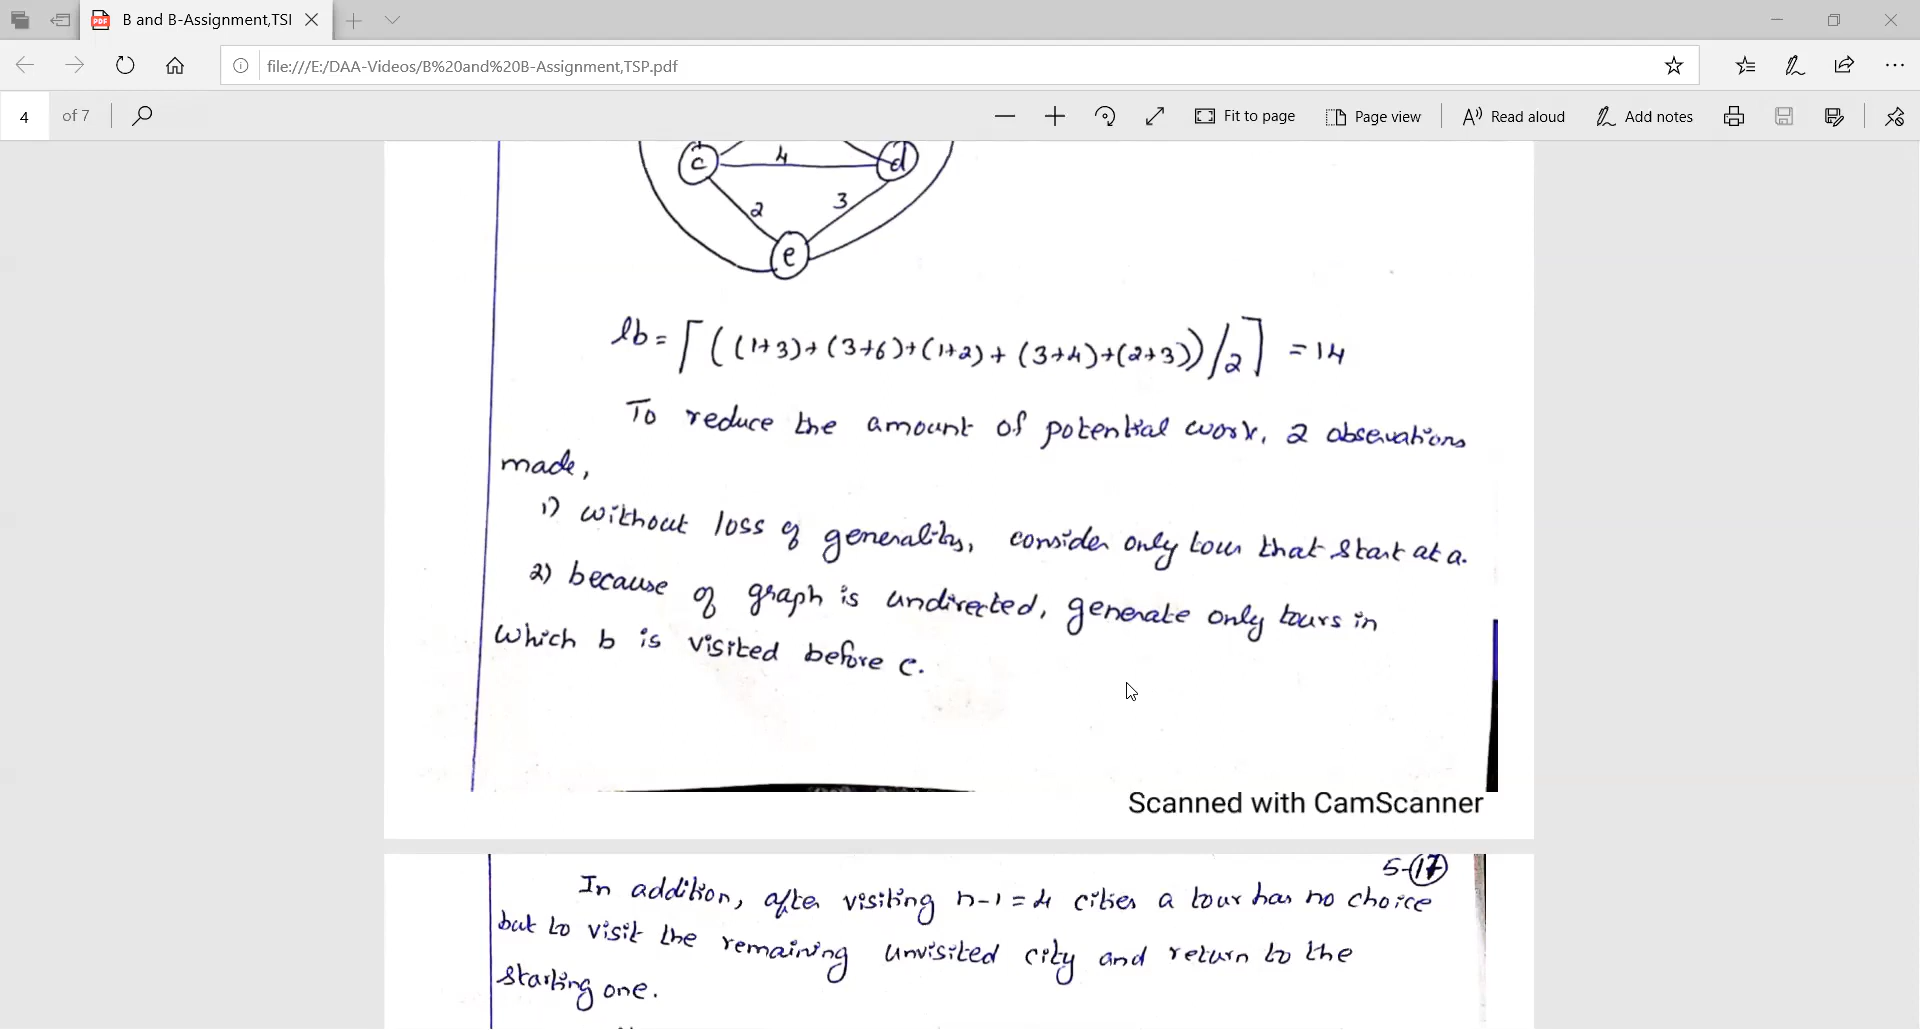 B and B-Assignment,TSI
file:///E:/DAA-Videos/B%20and%20B-Assignment,TSP.pdf
4 of 7 Fit to page Page view Read aloud Add notes
c 4 d
2 3
e
lb = ⌈((1+3)+(3+6)+(1+2)+(3+4)+(2+3))/2⌉ = 14
To reduce the amount of potential work, 2 observations
made,
1) without loss of generality, consider only tour that start at a.
2) because of graph is undirected, generate only tours in
which b is visited before c.
Scanned with CamScanner
5-17
In addition, after visiting n-1 = 4 cities a tour has no choice
but to visit the remaining unvisited city and return to the
starting one.